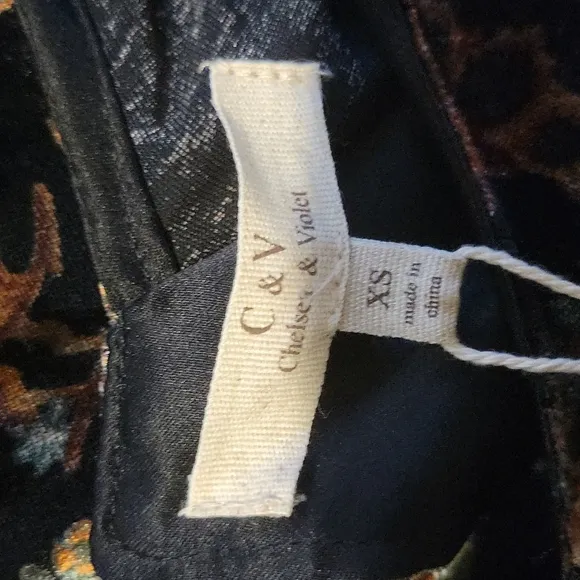 C & V
Chelsea & Violet
XS
made in
china